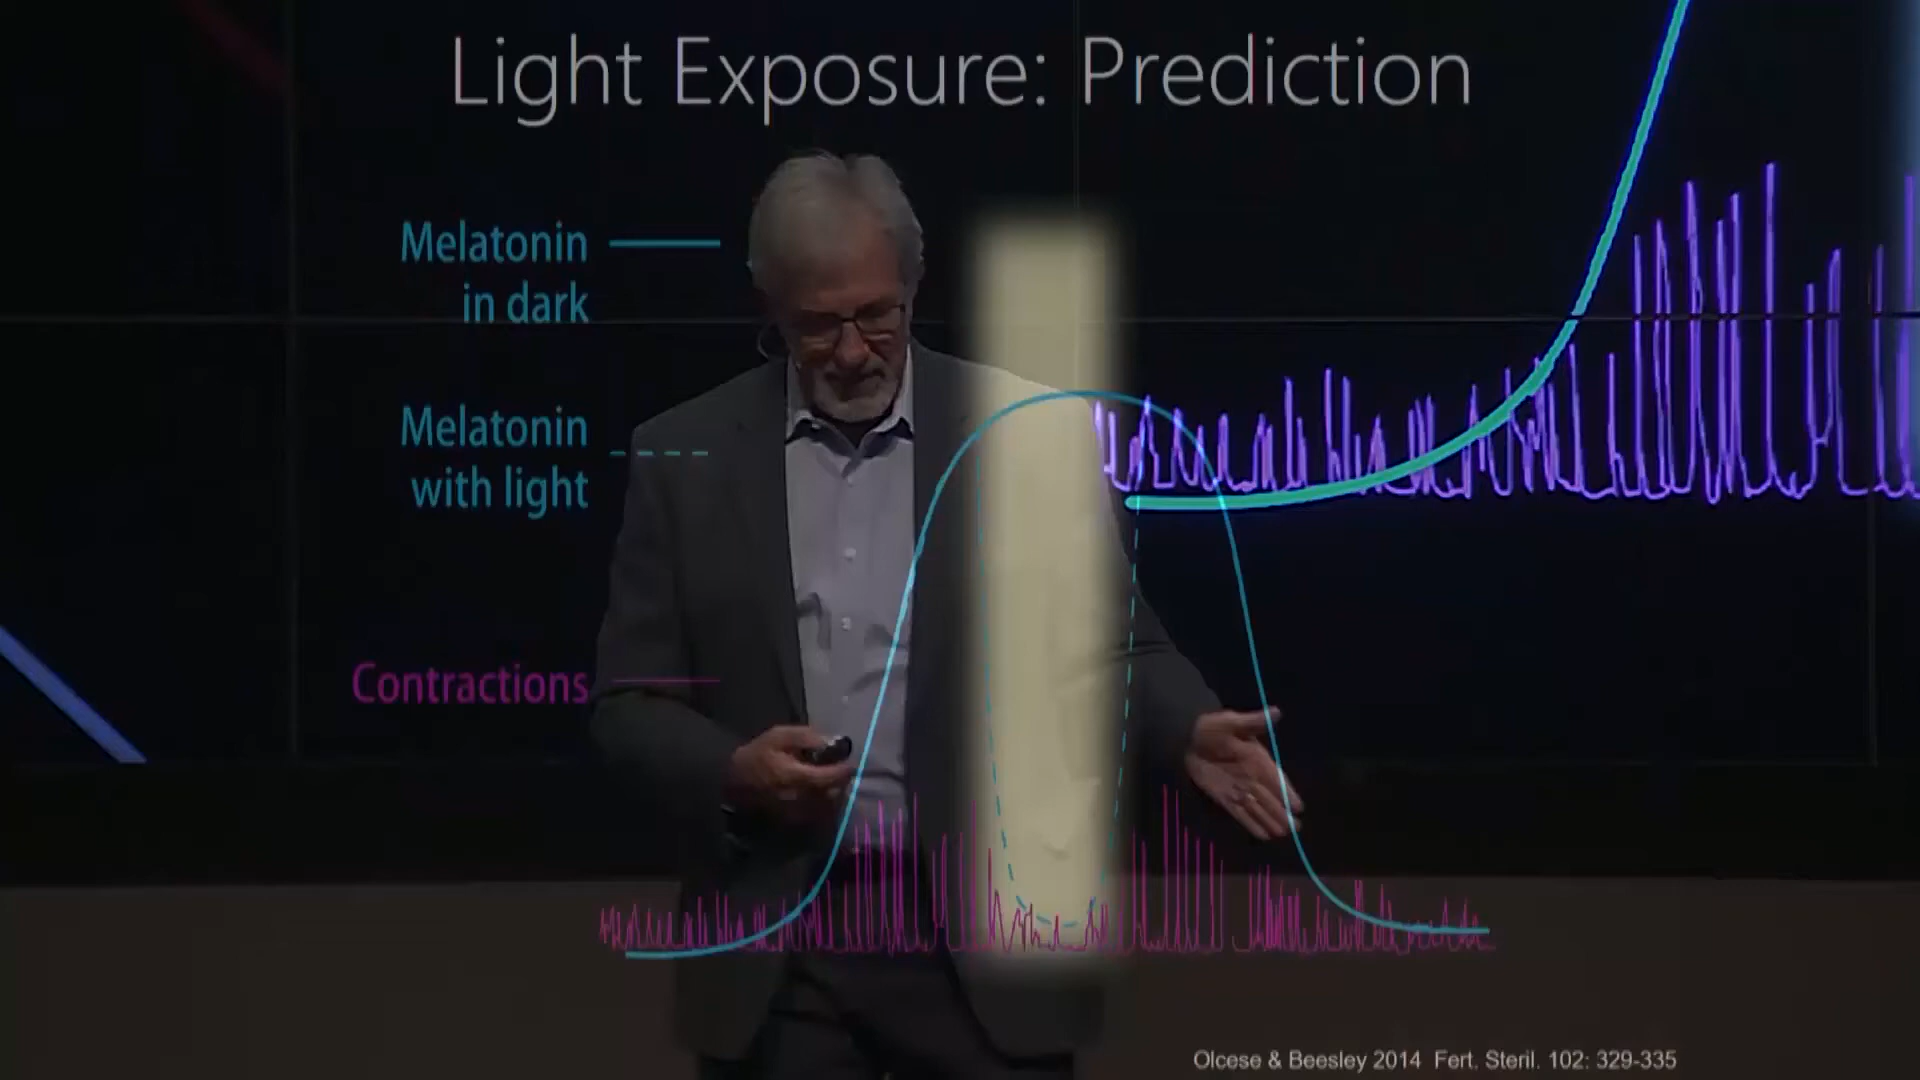 Light Exposure: Prediction
Melatonin
in dark
Melatonin
with light
Contractions
Olcese & Beesley 2014 Fert. Steril. 102: 329-335